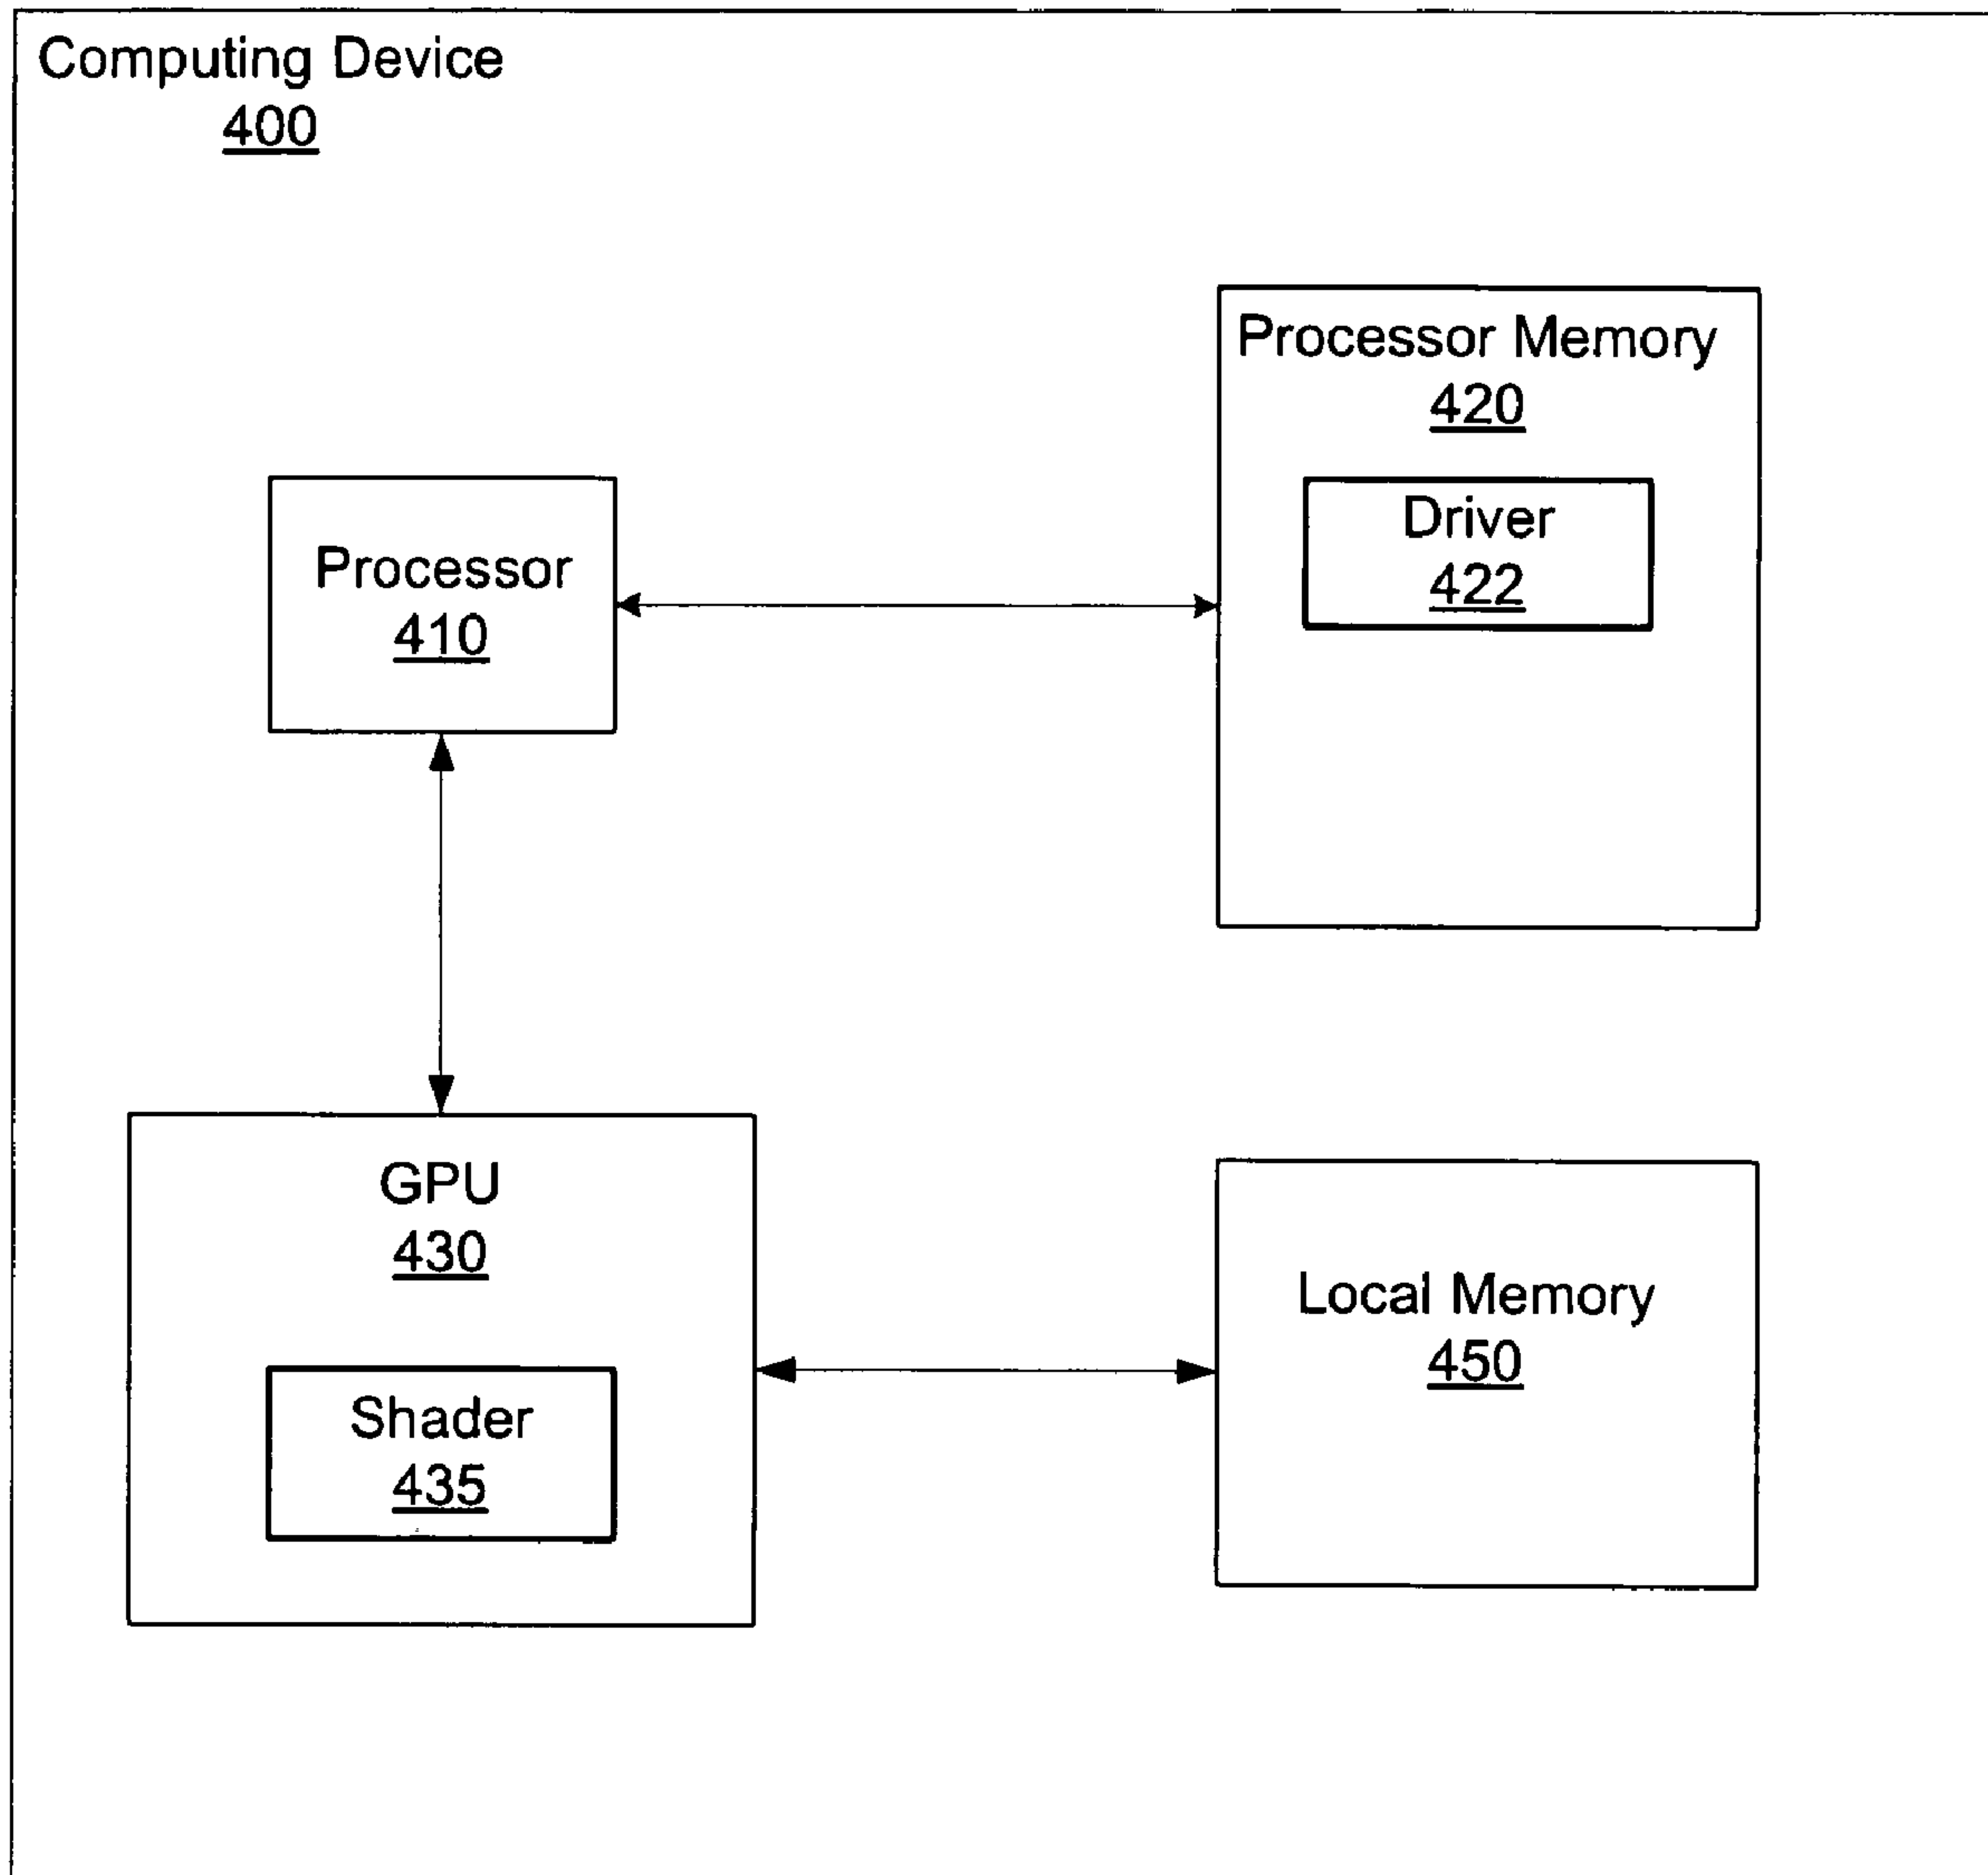 Computing Device
400
Processor Memory
420
Driver
422
Processor
410
GPU
430
Shader
435
Local Memory
450